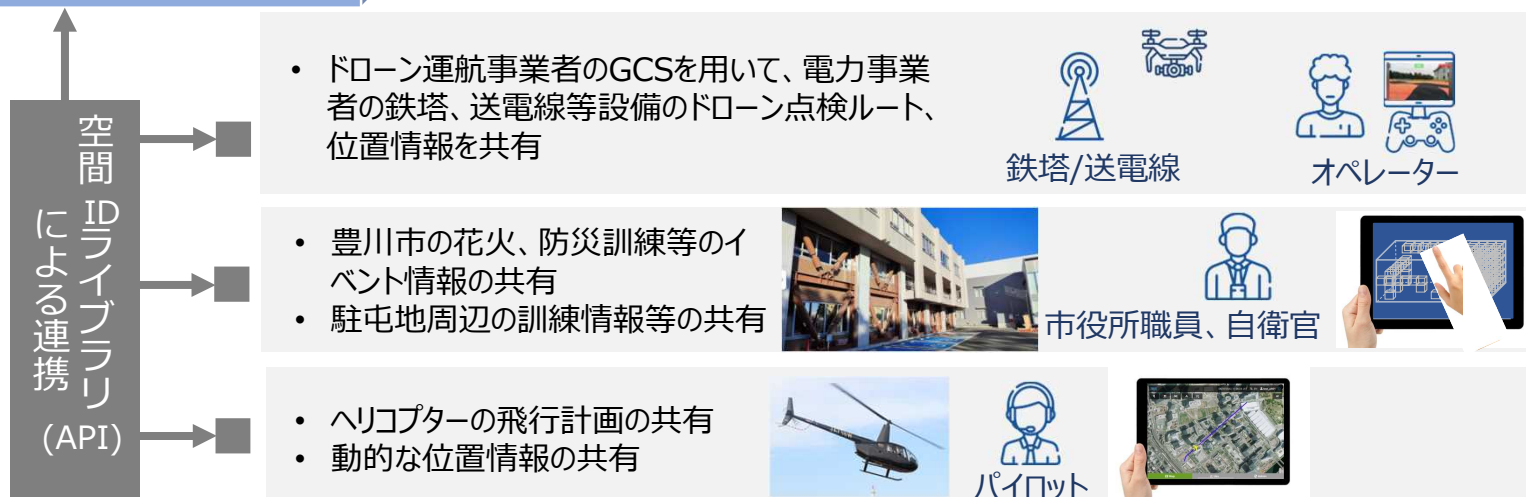 空間IDライブラリ
による連携
(API)
• ドローン運航事業者のGCSを用いて、電力事業
者の鉄塔、送電線等設備のドローン点検ルート、
位置情報を共有
鉄塔/送電線
オペレーター
• 豊川市の花火、防災訓練等のイ
ベント情報の共有
• 駐屯地周辺の訓練情報等の共有
市役所職員、自衛官
• ヘリコプターの飛行計画の共有
• 動的な位置情報の共有
パイロット